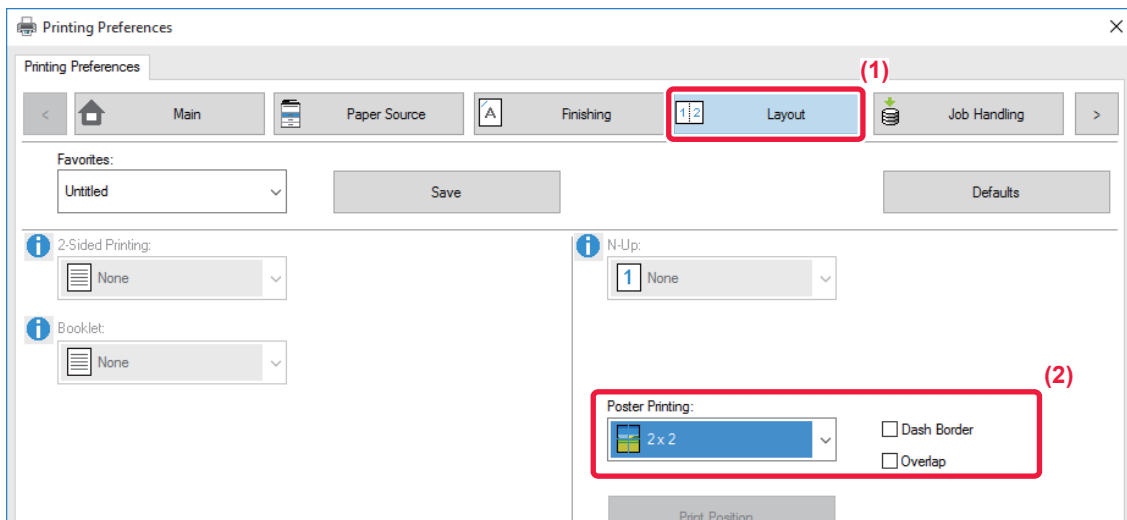 Printing Preferences
Printing Preferences
(1)
< Main Paper Source A Finishing 1 2 Layout Job Handling >
Favorites:
Untitled Save Defaults
2-Sided Printing:
None
Booklet:
None
N-Up:
1 None
(2)
Poster Printing:
2 x 2
Dash Border
Overlap
Print Position